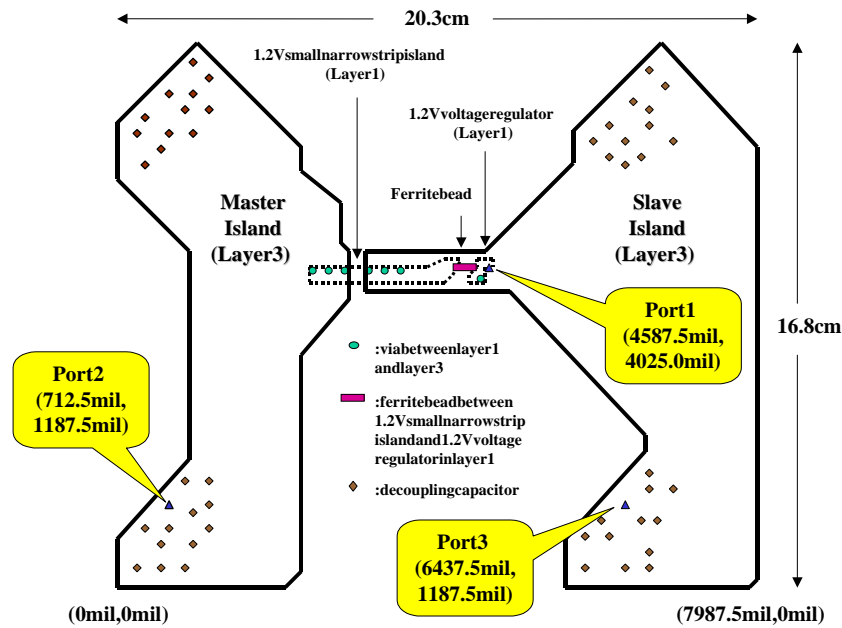 20.3cm
1.2Vsmallnarrowstripisland
(Layer1)
1.2Vvoltageregulator
(Layer1)
Ferritebead
Master
Island
(Layer3)
Slave
Island
(Layer3)
Port1
(4587.5mil,
4025.0mil)
16.8cm
Port2
(712.5mil,
1187.5mil)
:viabetweenlayer1
andlayer3
:ferritebeadbetween
1.2Vsmallnarrowstrip
islandand1.2Vvoltage
regulatorinlayer1
:decouplingcapacitor
Port3
(6437.5mil,
1187.5mil)
(0mil,0mil)
(7987.5mil,0mil)